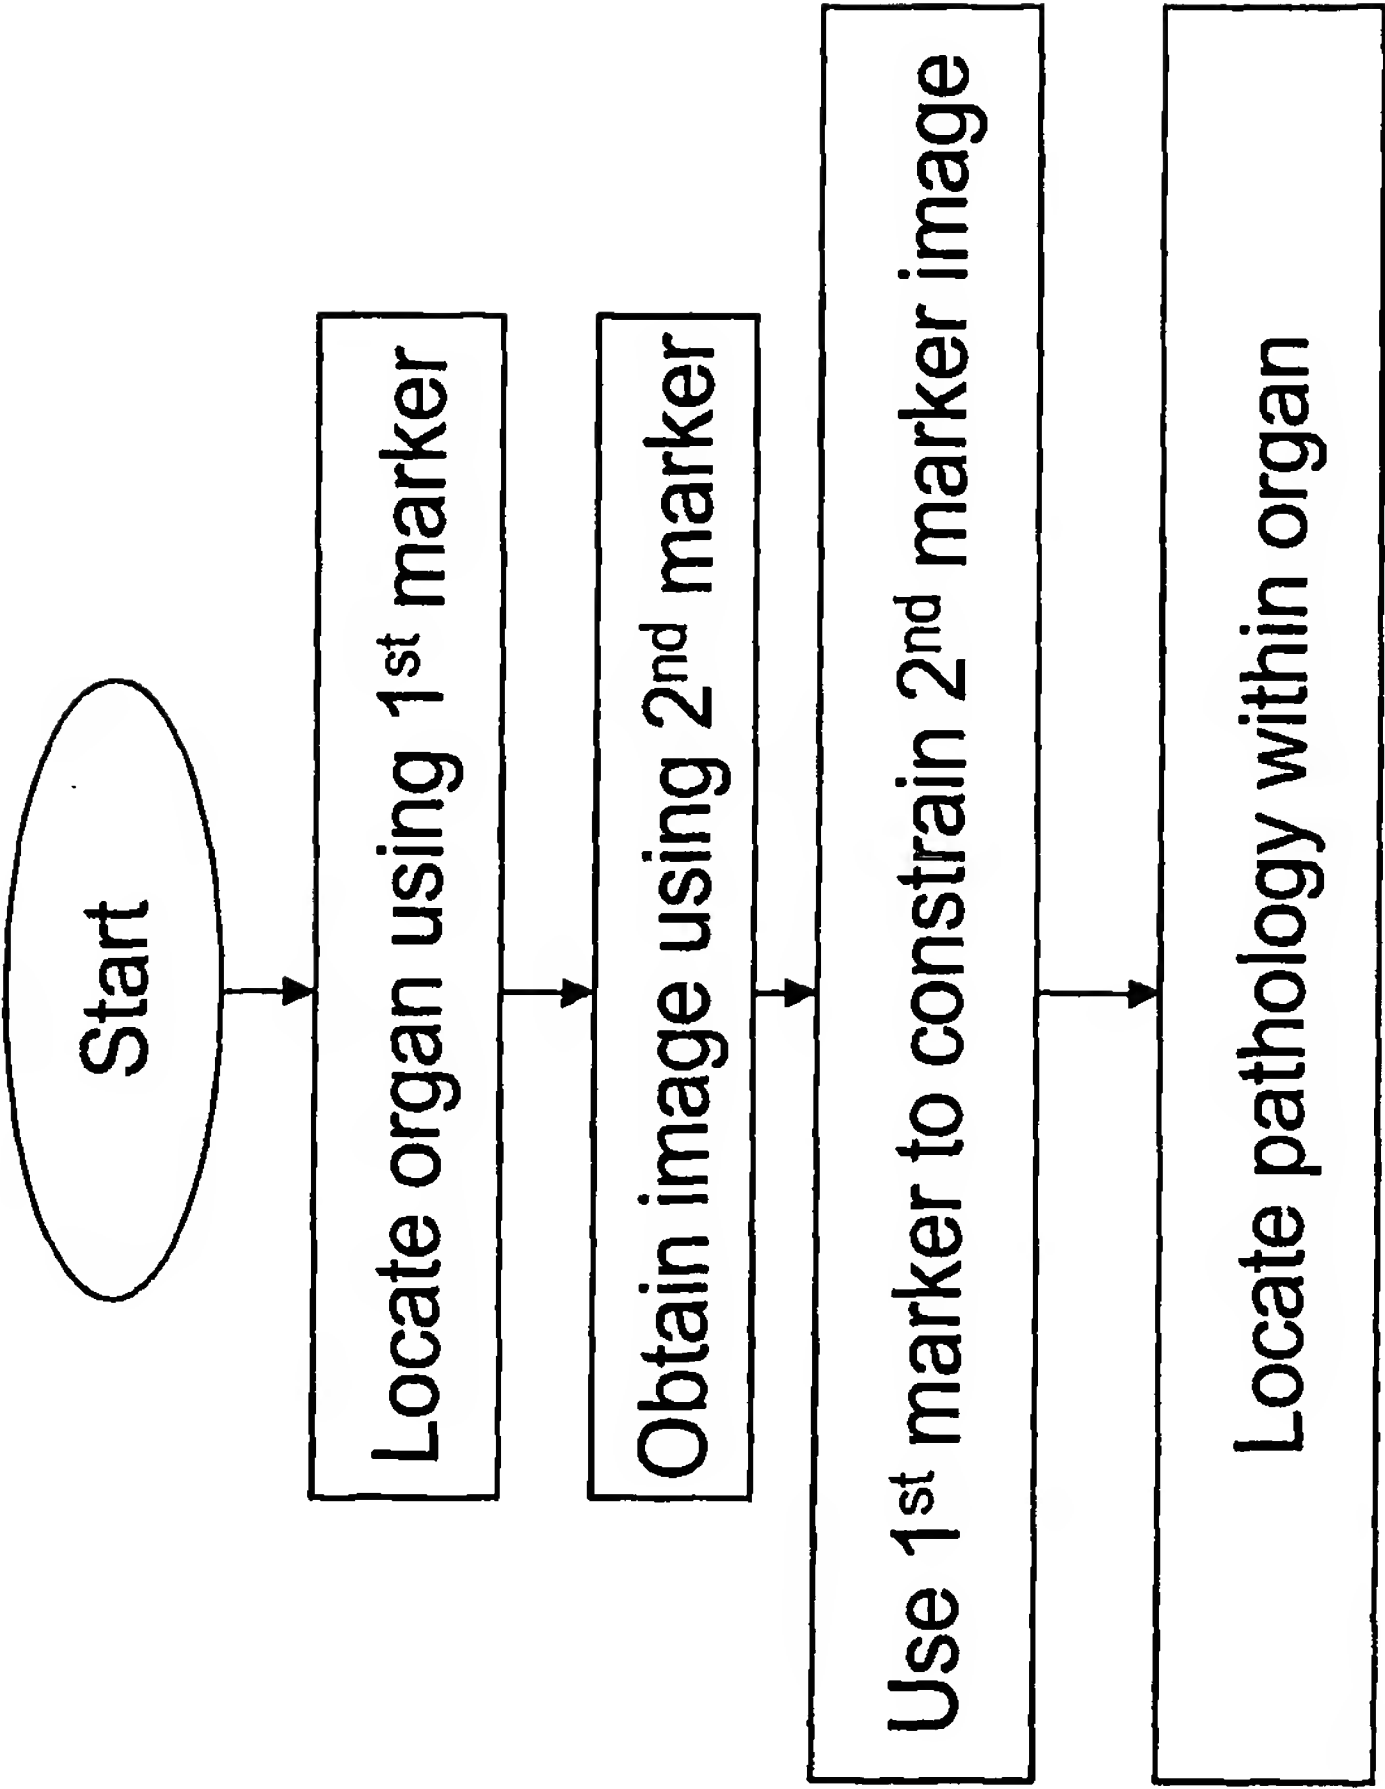 Start
Locate organ using 1st marker
Obtain image using 2nd marker
Use 1st marker to constrain 2nd marker image
Locate pathology within organ